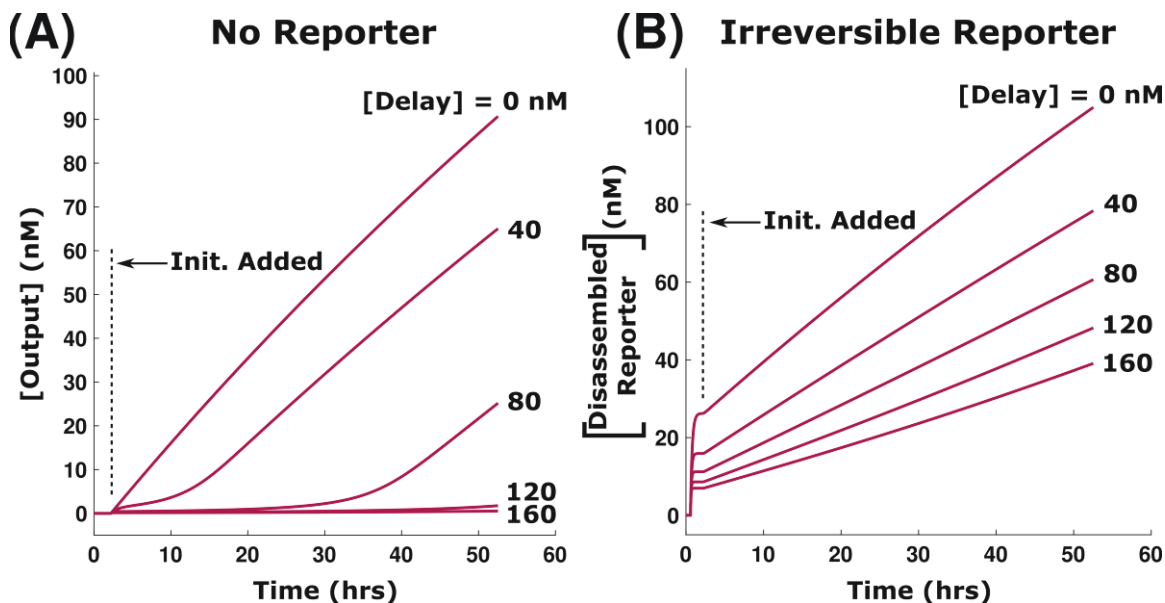 (A) No Reporter
100
90
80
70
60
50
40
30
20
10
0
[Output] (nM)
[Delay] = 0 nM
Init. Added
40
80
120
160
0 10 20 30 40 50 60
Time (hrs)
(B) Irreversible Reporter
100
80
60
40
20
0
[Disassembled Reporter] (nM)
[Delay] = 0 nM
Init. Added
40
80
120
160
0 10 20 30 40 50 60
Time (hrs)